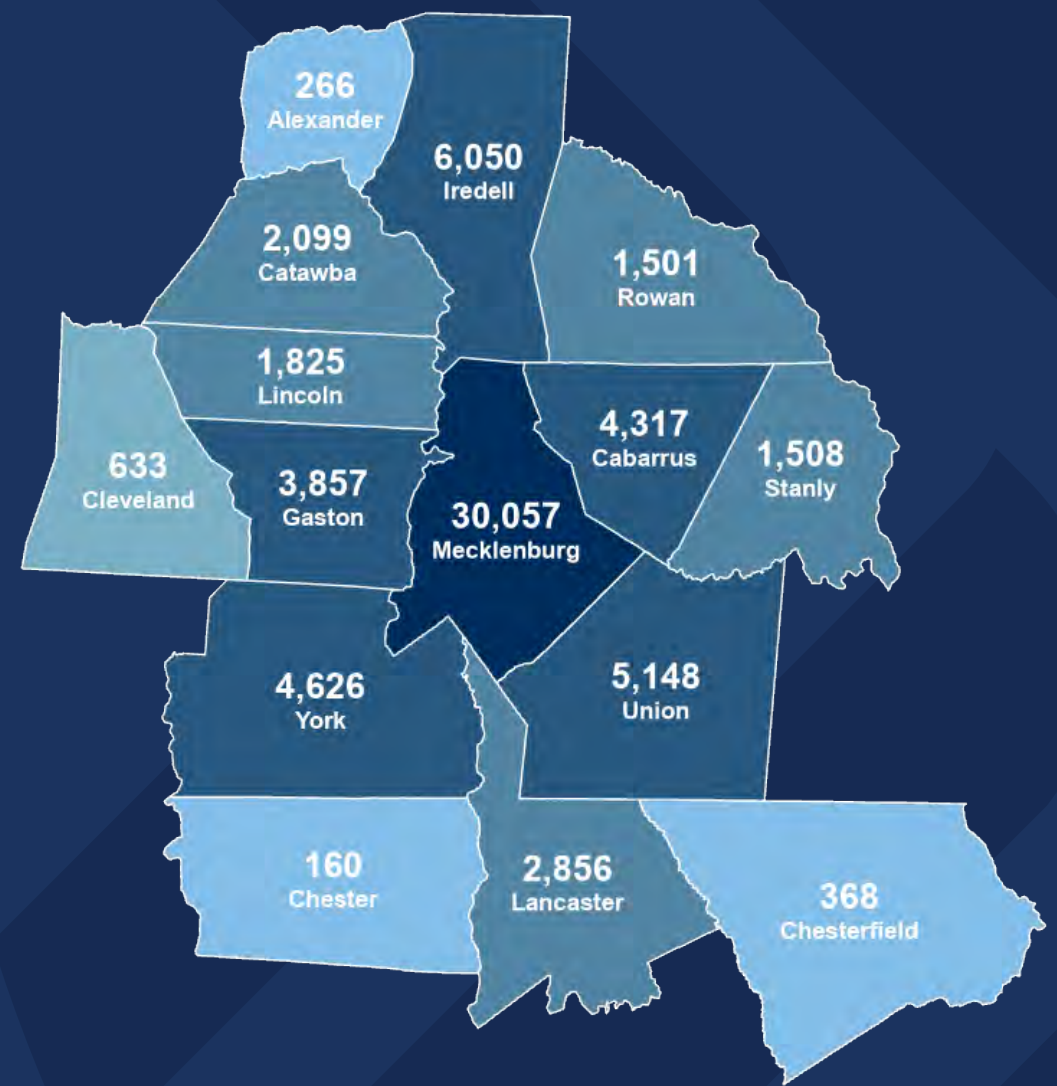 266
Alexander
6,050
Iredell
2,099
Catawba
1,501
Rowan
1,825
Lincoln
4,317
Cabarrus
1,508
Stanly
633
Cleveland
3,857
Gaston
30,057
Mecklenburg
4,626
York
5,148
Union
160
Chester
2,856
Lancaster
368
Chesterfield